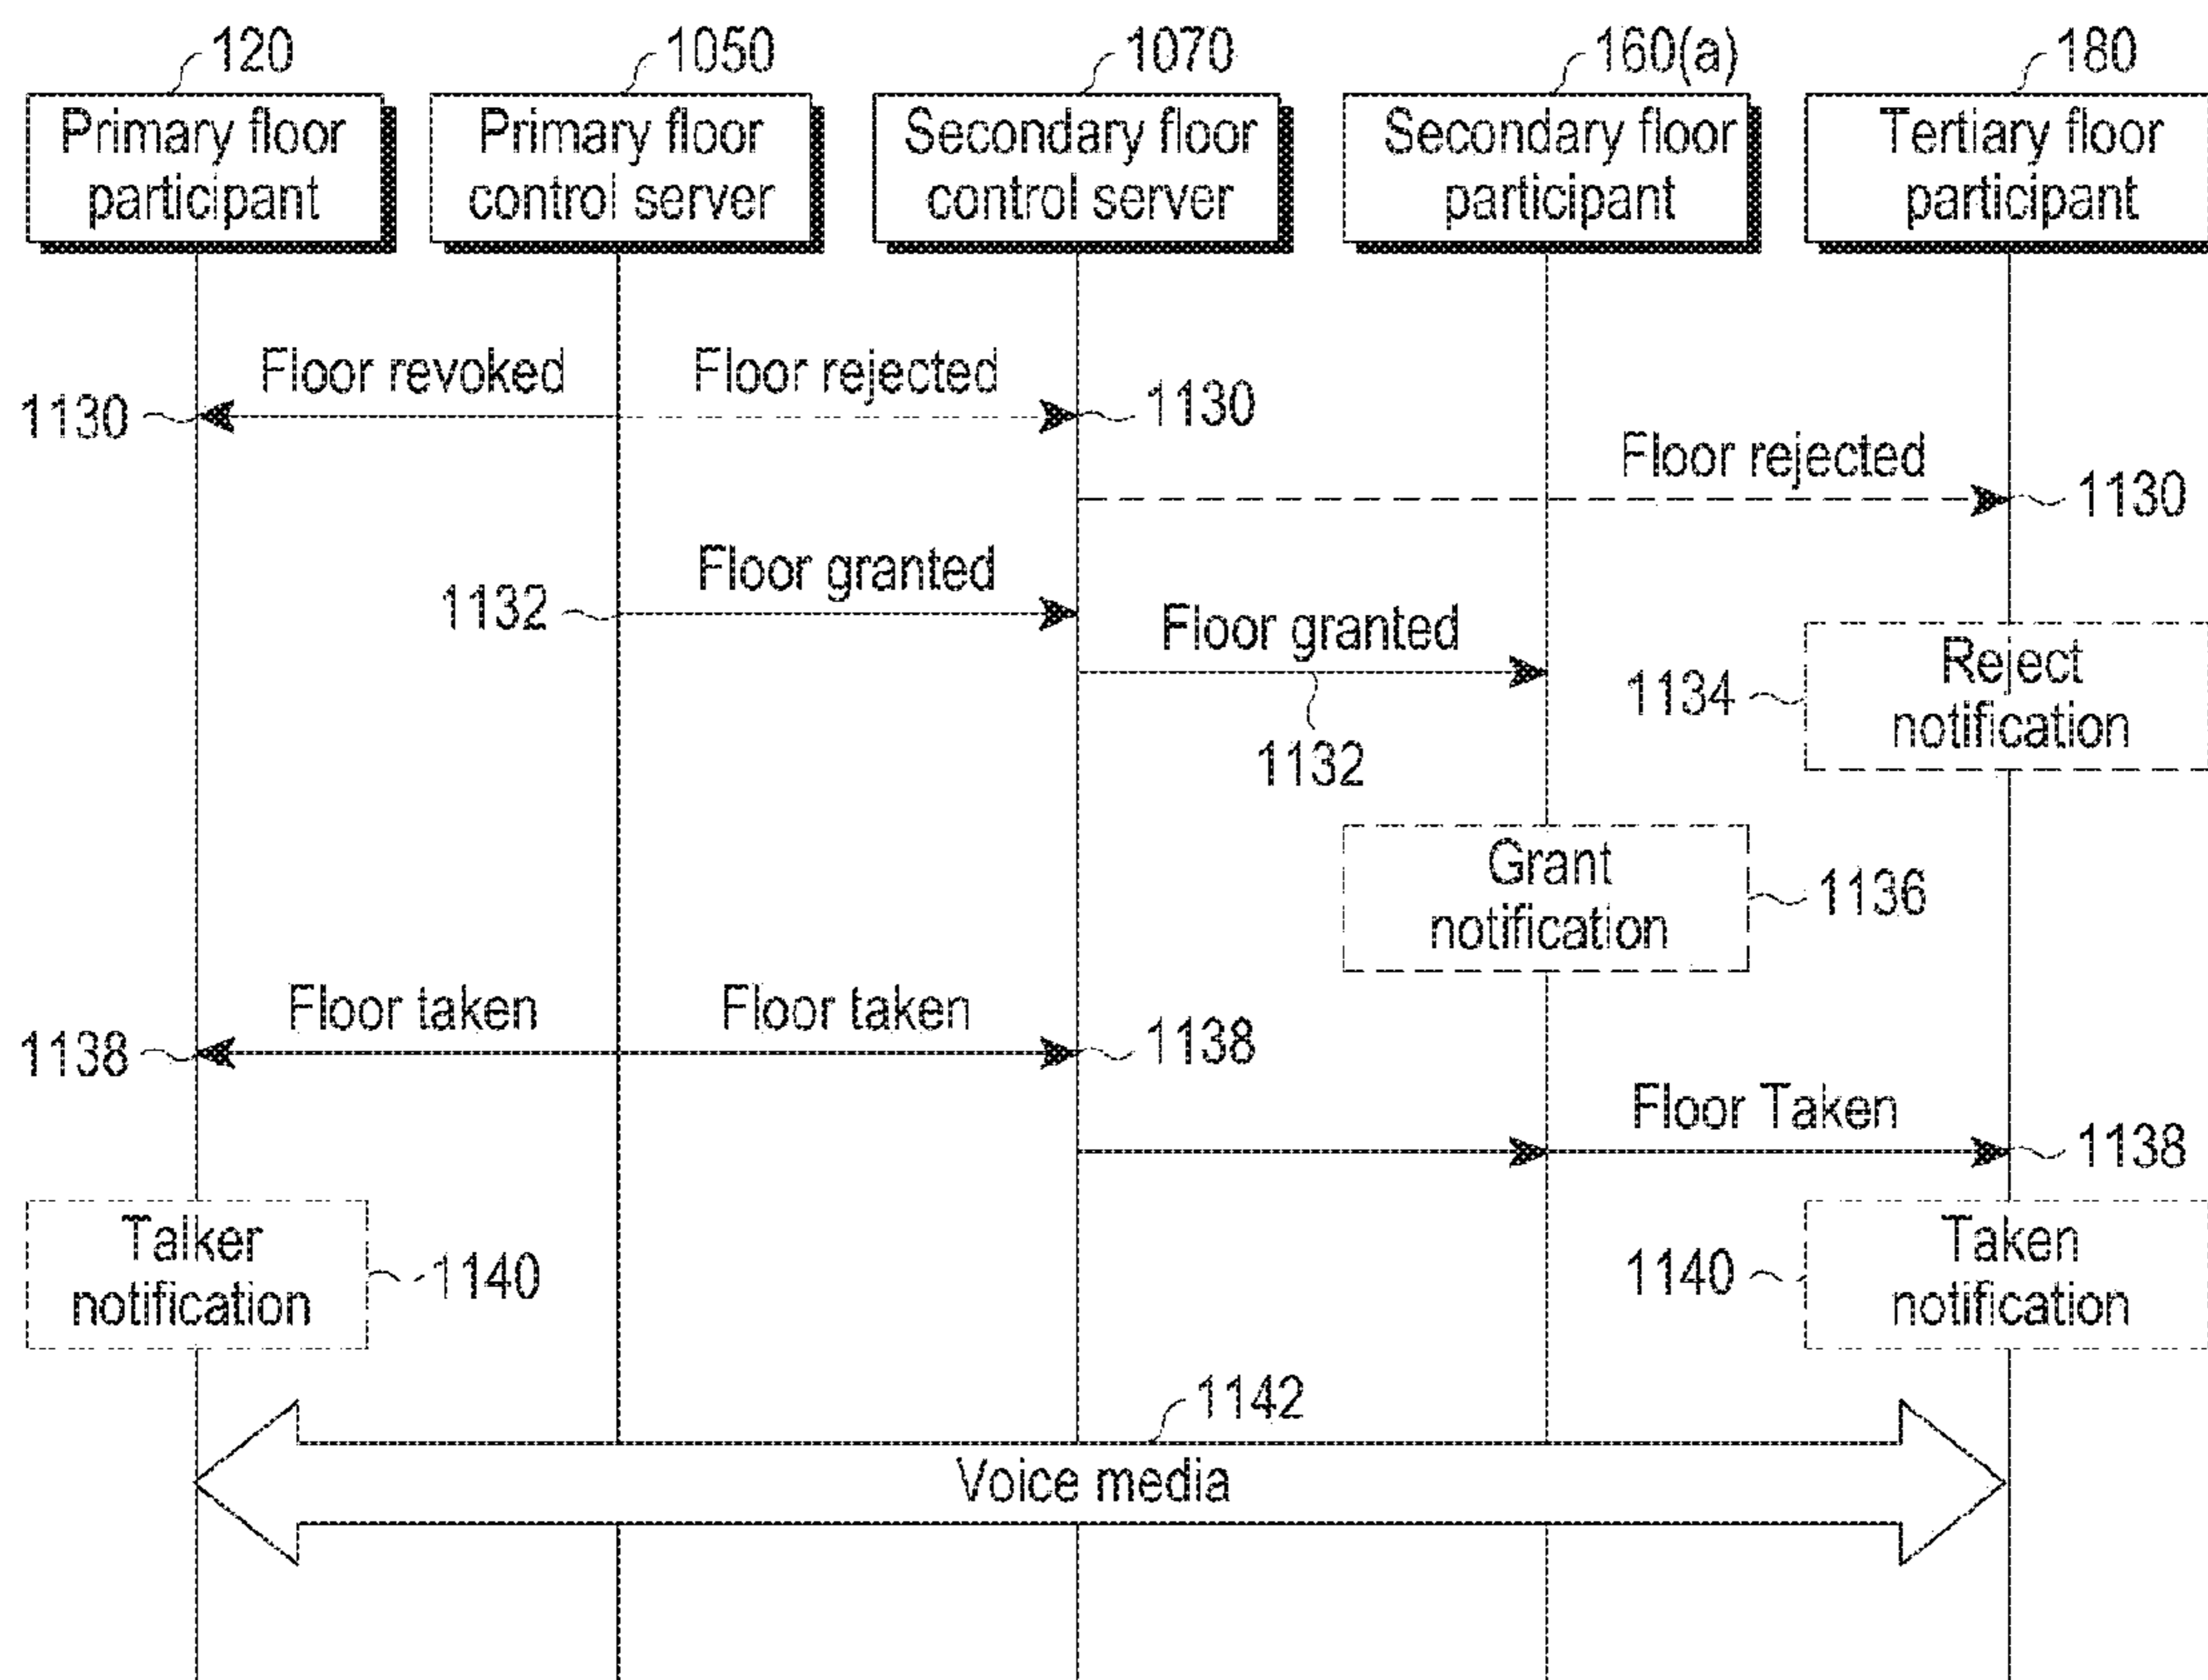 120
1050
1070
160(a)
180
Primary floor
participant
Primary floor
control server
Secondary floor
control server
Secondary floor
participant
Tertiary floor
participant
Floor revoked
Floor rejected
1130
1130
Floor rejected
1130
Floor granted
1132
Floor granted
1132
1134
Reject
notification
Grant
notification
1136
Floor taken
Floor taken
1138
1138
Floor Taken
1138
Talker
notification
1140
1140
Taken
notification
1142
Voice media